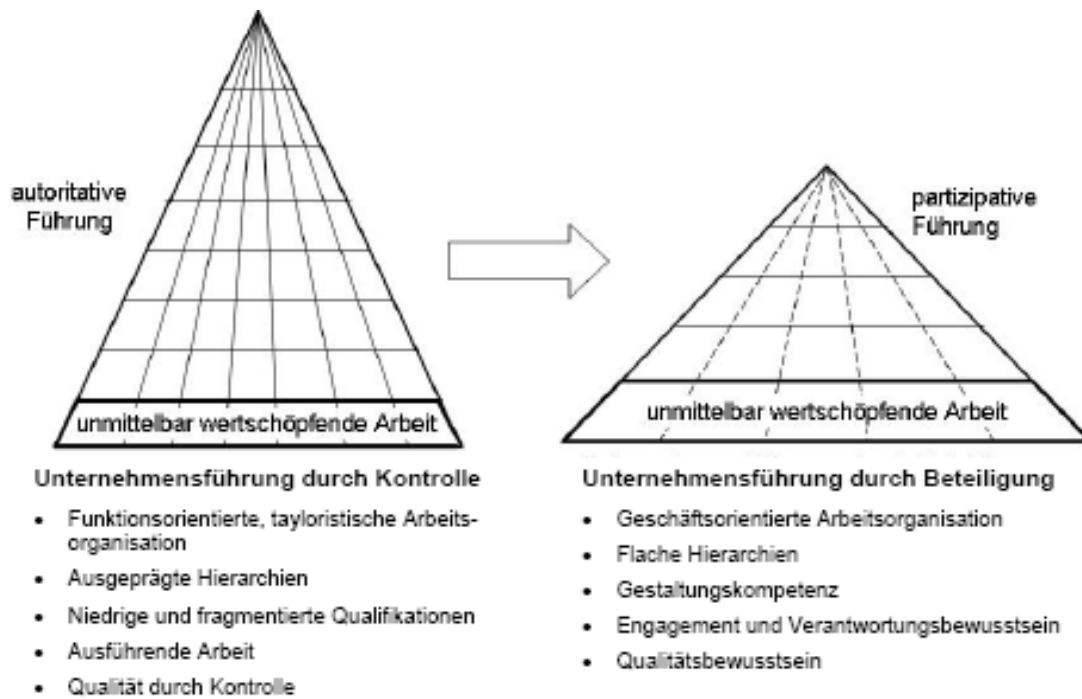 autoritative
Führung
unmittelbar wertschöpfende Arbeit
partizipative
Führung
unmittelbar wertschöpfende Arbeit
Unternehmensführung durch Kontrolle
• Funktionsorientierte, tayloristische Arbeits-
organisation
• Ausgeprägte Hierarchien
• Niedrige und fragmentierte Qualifikationen
• Ausführende Arbeit
• Qualität durch Kontrolle
Unternehmensführung durch Beteiligung
• Geschäftsorientierte Arbeitsorganisation
• Flache Hierarchien
• Gestaltungskompetenz
• Engagement und Verantwortungsbewusstsein
• Qualitätsbewusstsein